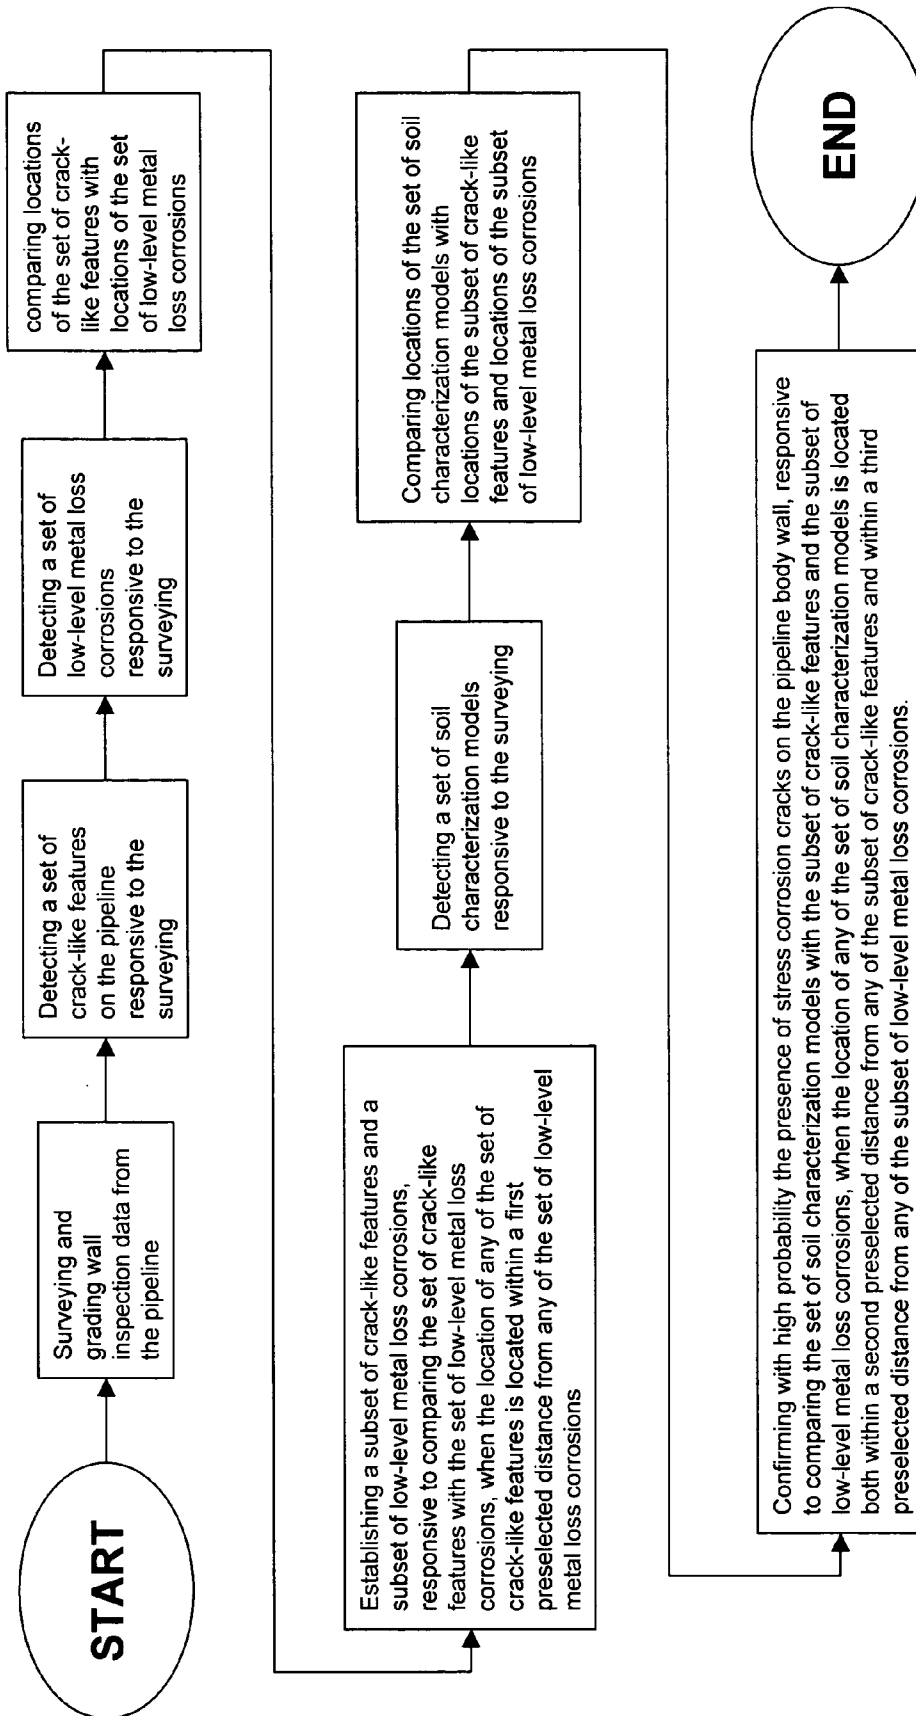 START
Surveying and
grading wall
inspection data from
the pipeline
Detecting a set of
crack-like features
on the pipeline
responsive to the
surveying
Detecting a set of
low-level metal loss
corrosions
responsive to the
surveying
comparing locations
of the set of crack-
like features with
locations of the set
of low-level metal
loss corrosions
Establishing a subset of crack-like features and a
subset of low-level metal loss corrosions,
responsive to comparing the set of crack-like
features with the set of low-level metal loss
corrosions, when the location of any of the set of
crack-like features is located within a first
preselected distance from any of the set of low-level
metal loss corrosions
Detecting a set of soil
characterization models
responsive to the surveying
Comparing locations of the set of soil
characterization models with
locations of the subset of crack-like
features and locations of the subset
of low-level metal loss corrosions
Confirming with high probability the presence of stress corrosion cracks on the pipeline body wall, responsive
to comparing the set of soil characterization models with the subset of crack-like features and the subset of
low-level metal loss corrosions, when the location of any of the set of soil characterization models is located
both within a second preselected distance from any of the subset of crack-like features and within a third
preselected distance from any of the subset of low-level metal loss corrosions.
END